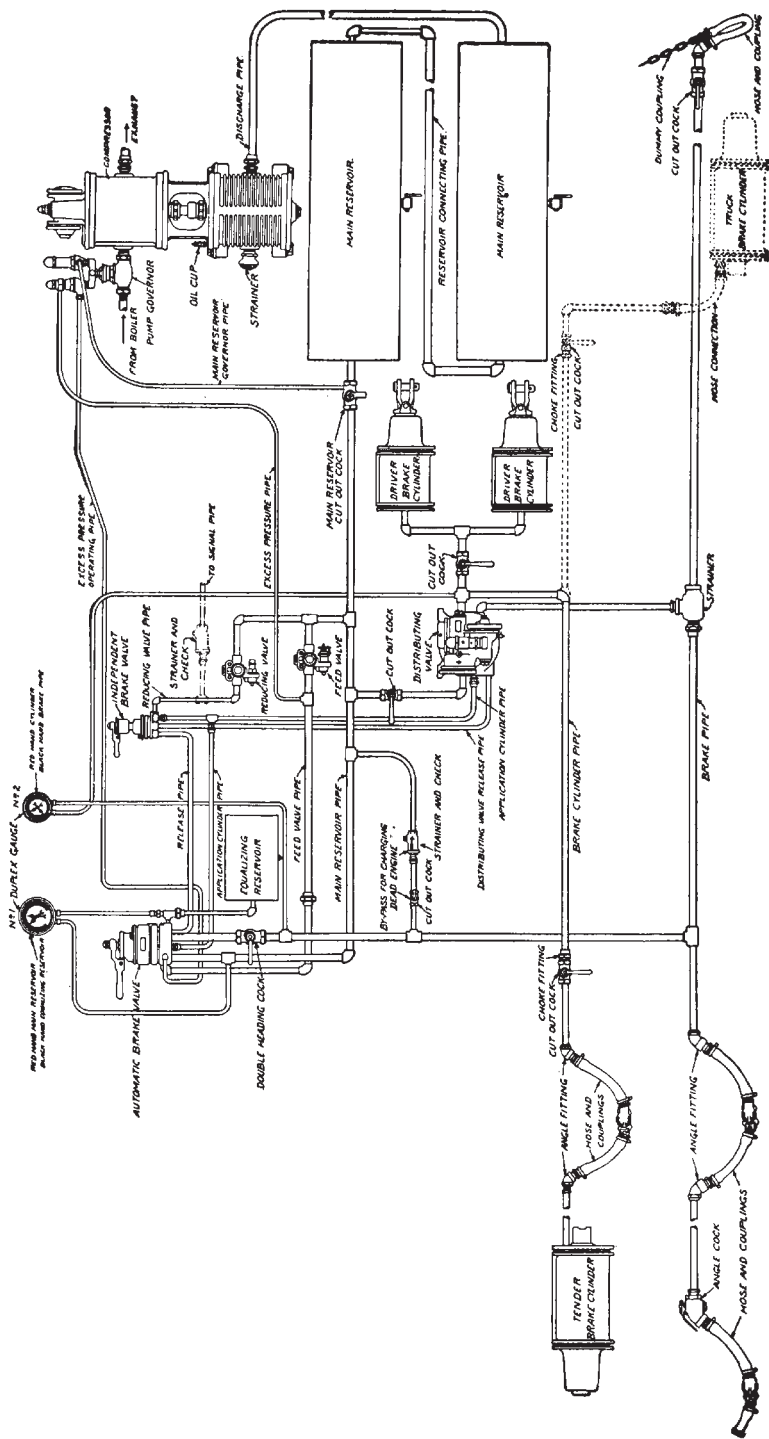 Nº1 DUPLEX GAUGE Nº2
RED HAND MAIN RESERVOIR
BLACK HAND EQUALIZING RESERVOIR
RED HAND CYLINDER
BLACK HAND BRAKE PIPE
AUTOMATIC BRAKE VALVE
INDEPENDENT
BRAKE VALVE
REDUCING VALVE PIPE
STRAINER AND
CHECK
TO SIGNAL PIPE
EXCESS PRESSURE
OPERATING PIPE
FROM BOILER
PUMP GOVERNOR
COMPRESSOR
EXHAUST
OIL CUP
STRAINER
DISCHARGE PIPE
MAIN RESERVOIR
GOVERNOR PIPE
RELEASE PIPE
APPLICATION CYLINDER PIPE
EQUALIZING
RESERVOIR
REDUCING VALVE
FEED VALVE
FEED VALVE PIPE
EXCESS PRESSURE PIPE
MAIN RESERVOIR
CUT OUT COCK
MAIN RESERVOIR
RESERVOIR CONNECTING PIPE
MAIN RESERVOIR
DOUBLE HEADING COCK
MAIN RESERVOIR PIPE
BY-PASS FOR CHARGING
DEAD ENGINE
CUT OUT COCK
STRAINER AND CHECK
CUT OUT COCK
DISTRIBUTING
VALVE
CUT OUT
COCK
DRIVER
BRAKE
CYLINDER
DRIVER
BRAKE
CYLINDER
DISTRIBUTING VALVE RELEASE PIPE
APPLICATION CYLINDER PIPE
TENDER
BRAKE CYLINDER
ANGLE FITTING
HOSE AND
COUPLINGS
CHOKE FITTING
CUT OUT COCK
BRAKE CYLINDER PIPE
CHOKE FITTING
CUT OUT COCK
HOSE CONNECTION
TRUCK
BRAKE CYLINDER
ANGLE COCK
HOSE AND COUPLINGS
ANGLE FITTING
BRAKE PIPE
STRAINER
DUMMY COUPLING
CUT OUT COCK
HOSE AND COUPLING